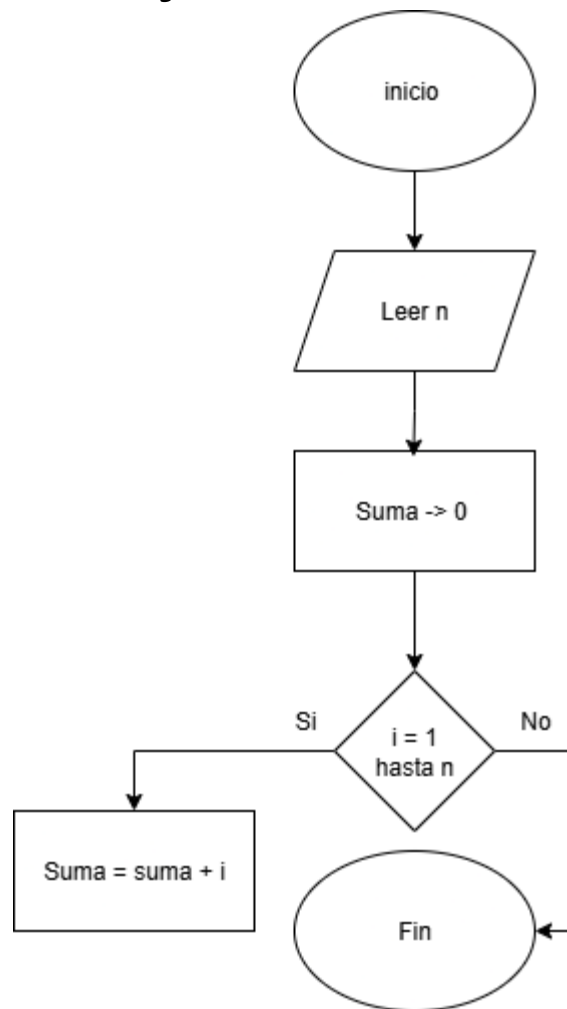 inicio
Leer n
Suma -> 0
Si
i = 1
hasta n
No
Suma = suma + i
Fin